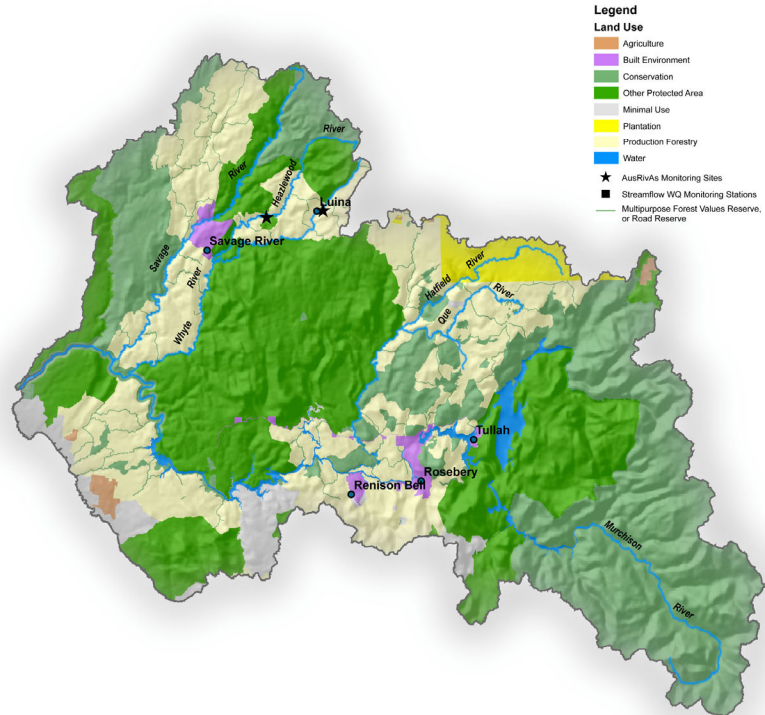 Legend
Land Use
Agriculture
Built Environment
Conservation
Other Protected Area
Minimal Use
Plantation
Production Forestry
Water
AusRivAs Monitoring Sites
Streamflow WQ Monitoring Stations
Multipurpose Forest Values Reserve,
or Road Reserve
River
River
Heazlewood
Luina
Savage River
Savage
River
Whyte
Hatfield
River
Que
River
Tullah
Rosebery
Renison Bell
Murchison
River